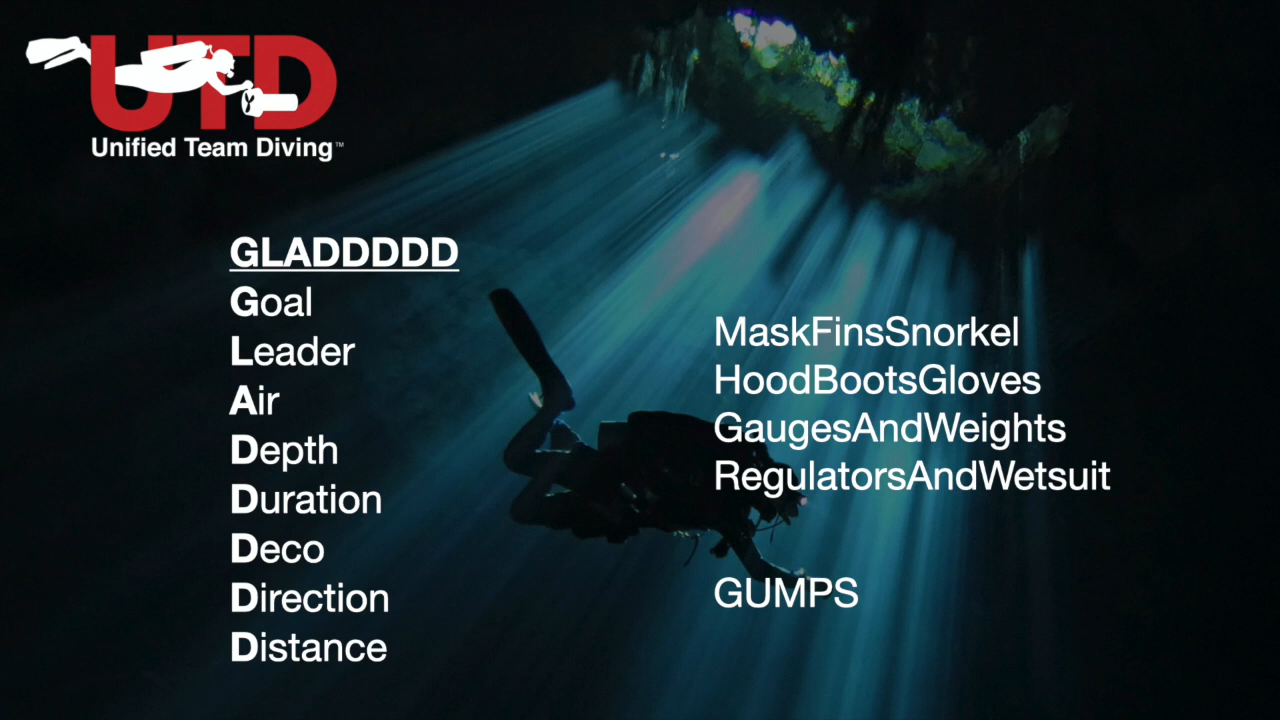 UTD
Unified Team Diving™
GLADDDDD
Goal
Leader
Air
Depth
Duration
Deco
Direction
Distance
MaskFinsSnorkel
HoodBootsGloves
GaugesAndWeights
RegulatorsAndWetsuit
GUMPS